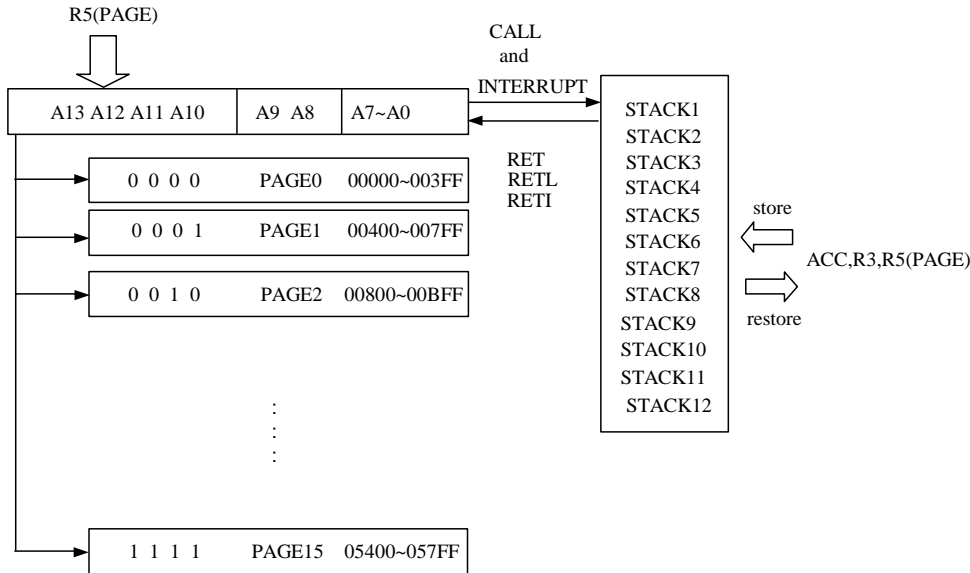 R5(PAGE)
CALL
and
INTERRUPT
A13 A12 A11 A10 A9 A8 A7~A0
RET
RETL
RETI
0 0 0 0 PAGE0 00000~003FF
0 0 0 1 PAGE1 00400~007FF
0 0 1 0 PAGE2 00800~00BFF
1 1 1 1 PAGE15 05400~057FF
STACK1
STACK2
STACK3
STACK4
STACK5
STACK6
STACK7
STACK8
STACK9
STACK10
STACK11
STACK12
store
ACC,R3,R5(PAGE)
restore